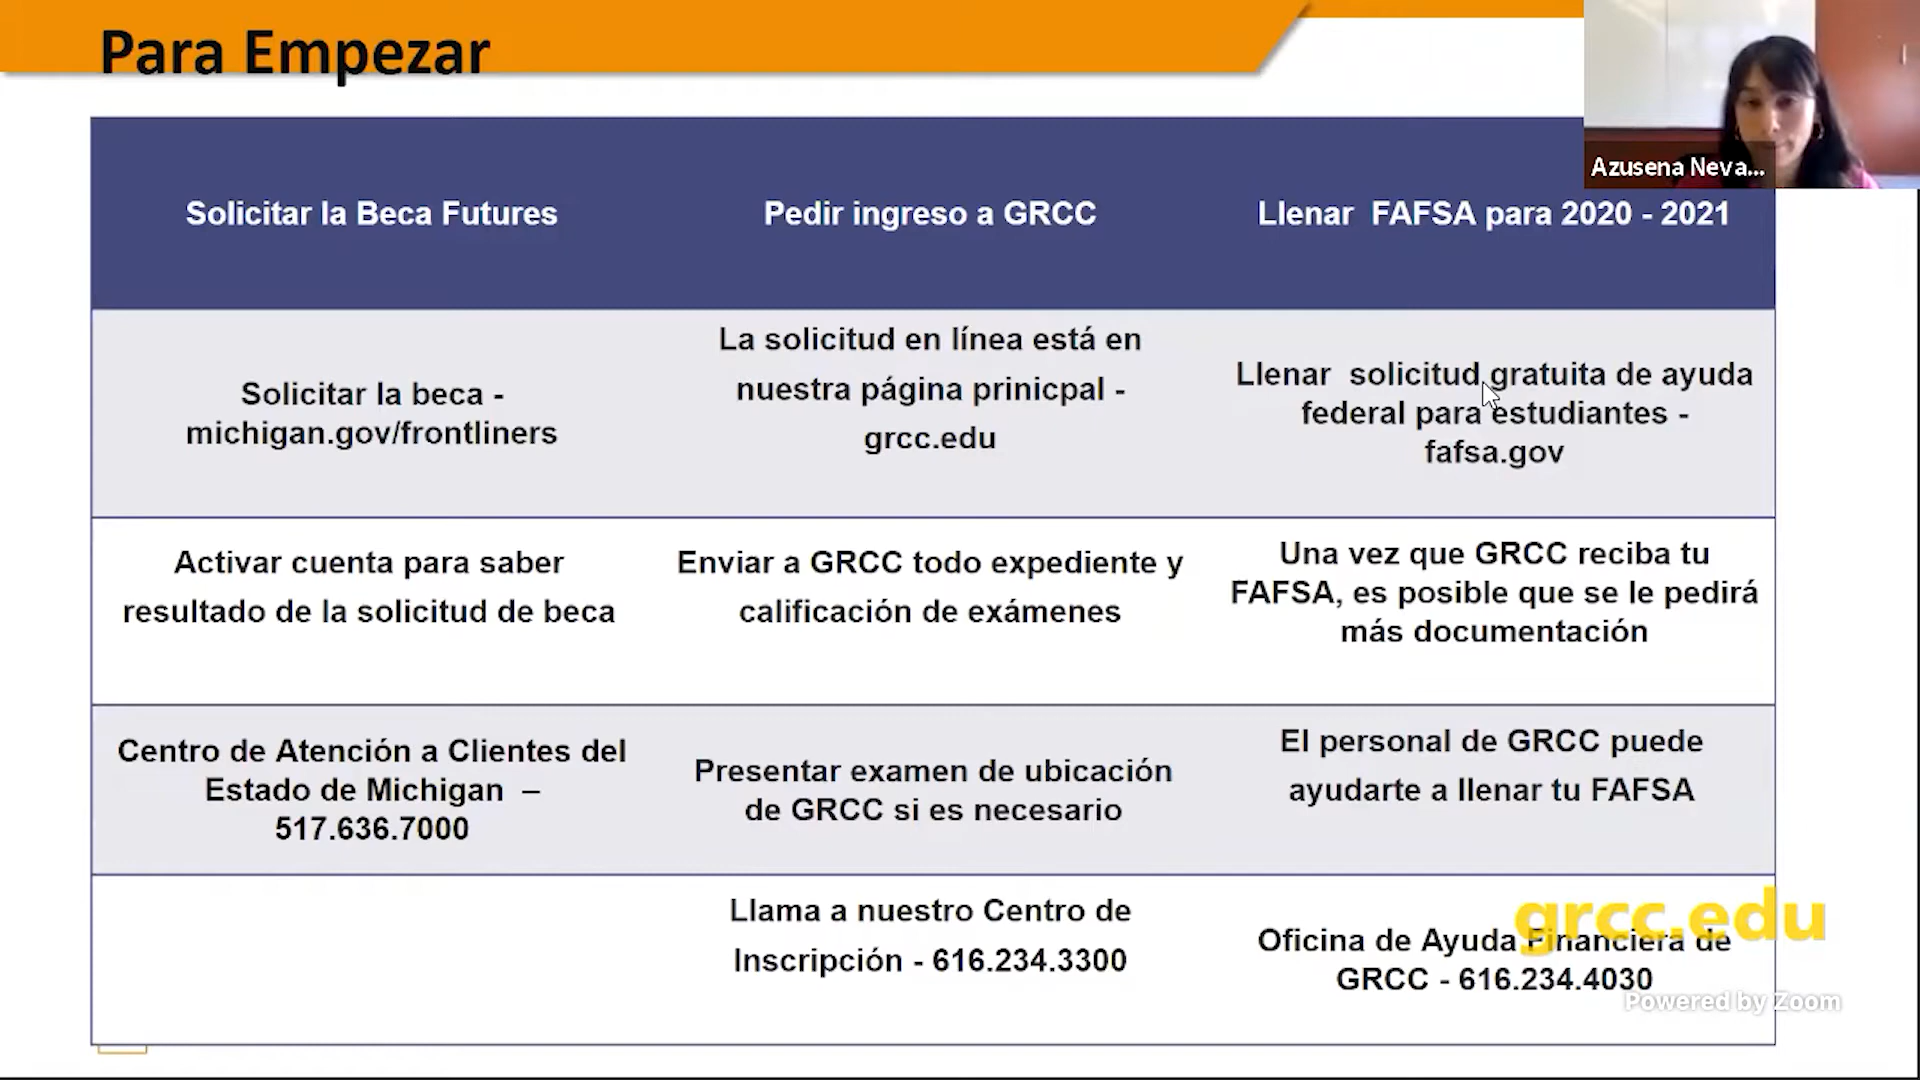 Para Empezar
Azusena Neva...
Solicitar la Beca Futures
Pedir ingreso a GRCC
Llenar FAFSA para 2020 - 2021
Solicitar la beca -
michigan.gov/frontliners
La solicitud en línea está en
nuestra página prinicpal -
grcc.edu
Llenar solicitud gratuita de ayuda
federal para estudiantes -
fafsa.gov
Activar cuenta para saber
resultado de la solicitud de beca
Enviar a GRCC todo expediente y
calificación de exámenes
Una vez que GRCC reciba tu
FAFSA, es posible que se le pedirá
más documentación
Centro de Atención a Clientes del
Estado de Michigan –
517.636.7000
Presentar examen de ubicación
de GRCC si es necesario
El personal de GRCC puede
ayudarte a llenar tu FAFSA
Llama a nuestro Centro de
Inscripción - 616.234.3300
Oficina de Ayuda Financiera de
GRCC - 616.234.4030
grcc.edu
Powered by Zoom